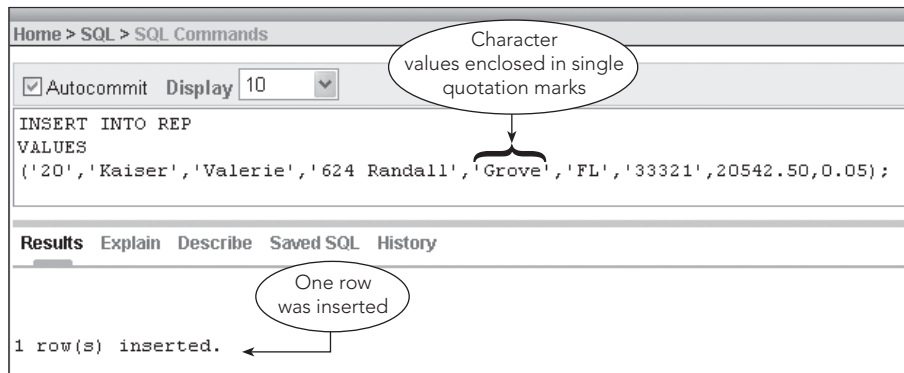 Home > SQL > SQL Commands
Character
values enclosed in single
quotation marks
Autocommit Display 10
INSERT INTO REP
VALUES
('20','Kaiser','Valerie','624 Randall','Grove','FL','33321',20542.50,0.05);
Results Explain Describe Saved SQL History
One row
was inserted
1 row(s) inserted.